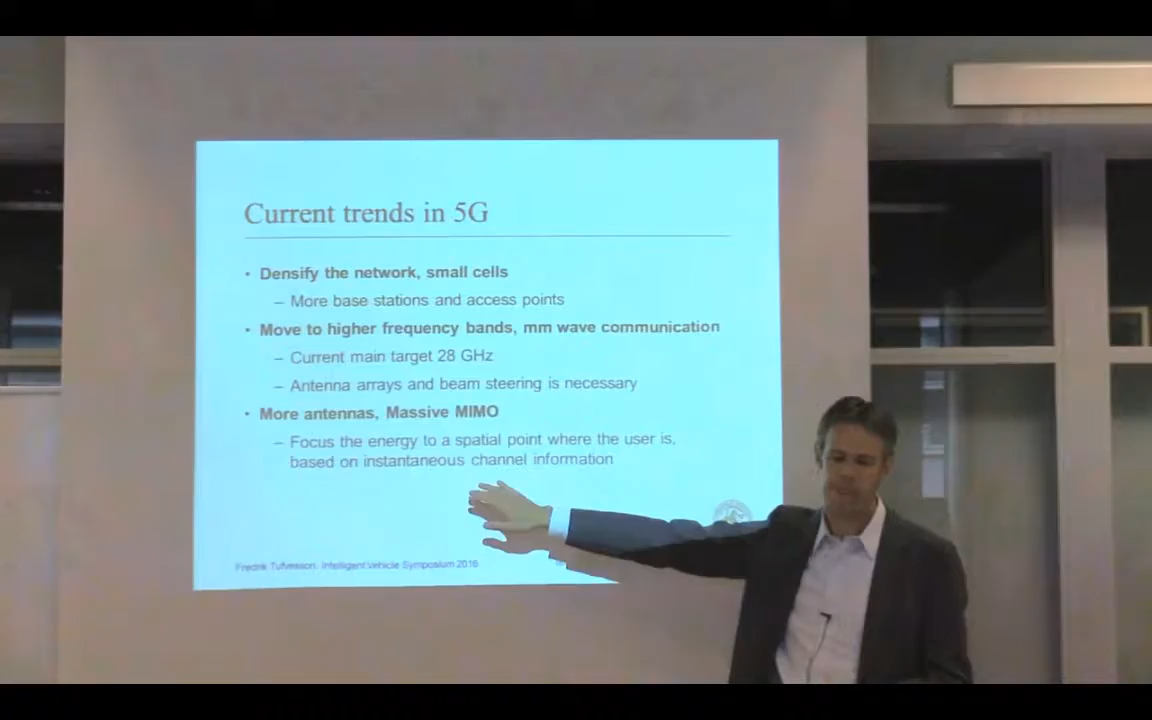 Current trends in 5G
• Densify the network, small cells
– More base stations and access points
• Move to higher frequency bands, mm wave communication
– Current main target 28 GHz
– Antenna arrays and beam steering is necessary
• More antennas, Massive MIMO
– Focus the energy to a spatial point where the user is,
based on instantaneous channel information
Fredrik Tufvesson, Intelligent Vehicle Symposium 2016